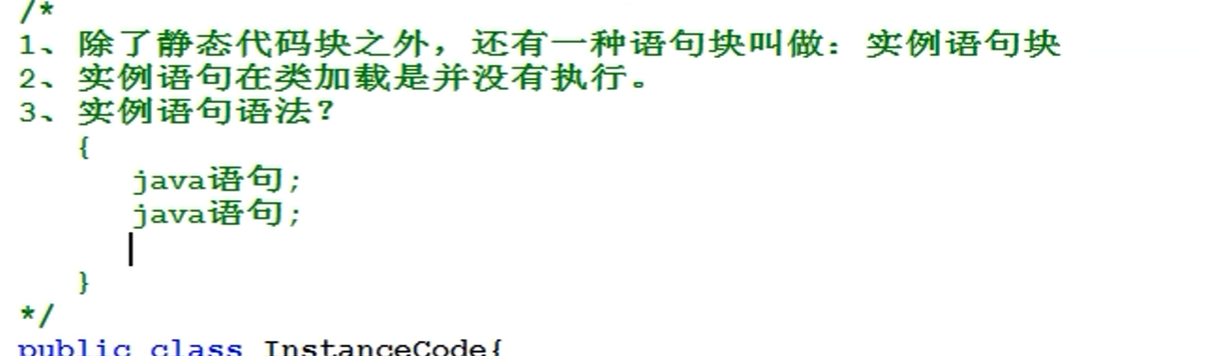 /*
1、除了静态代码块之外，还有一种语句块叫做：实例语句块
2、实例语句在类加载是并没有执行。
3、实例语句语法？
{
java语句;
java语句;
}
*/
public class InstanceCode{